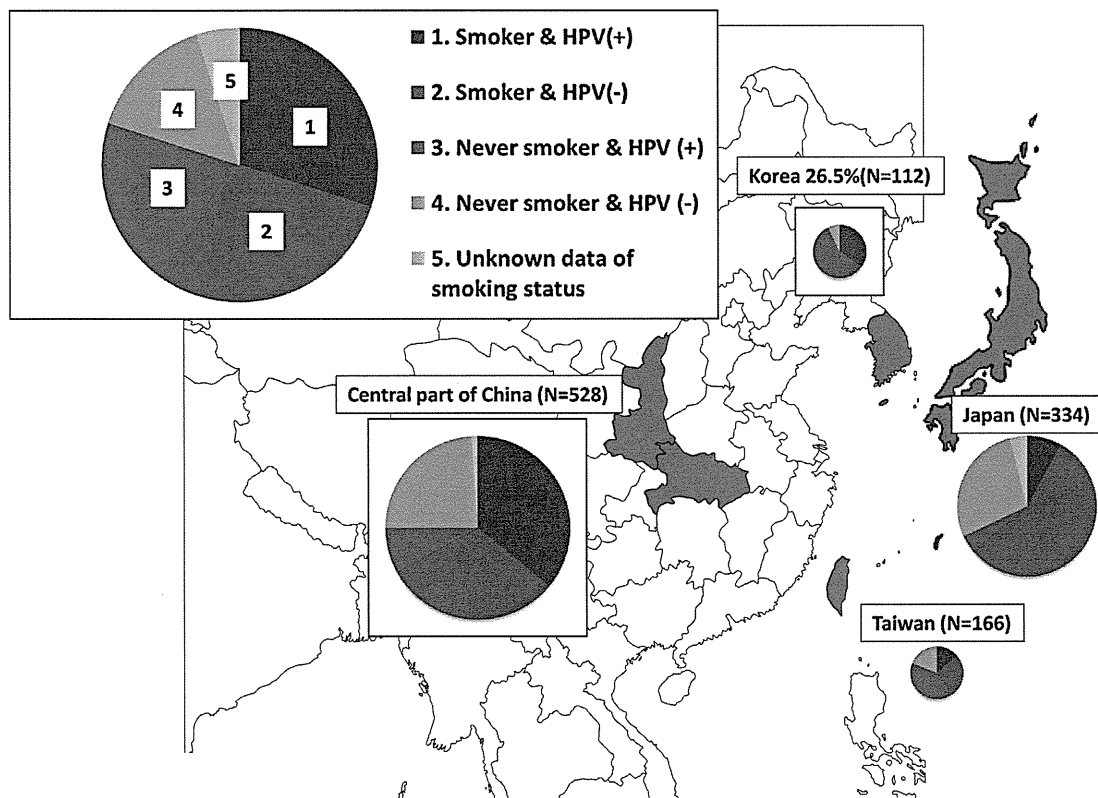 1
2
3
4
5
1. Smoker & HPV(+)
2. Smoker & HPV(-)
3. Never smoker & HPV (+)
4. Never smoker & HPV (-)
5. Unknown data of
smoking status
Korea 26.5%(N=112)
Central part of China (N=528)
Japan (N=334)
Taiwan (N=166)